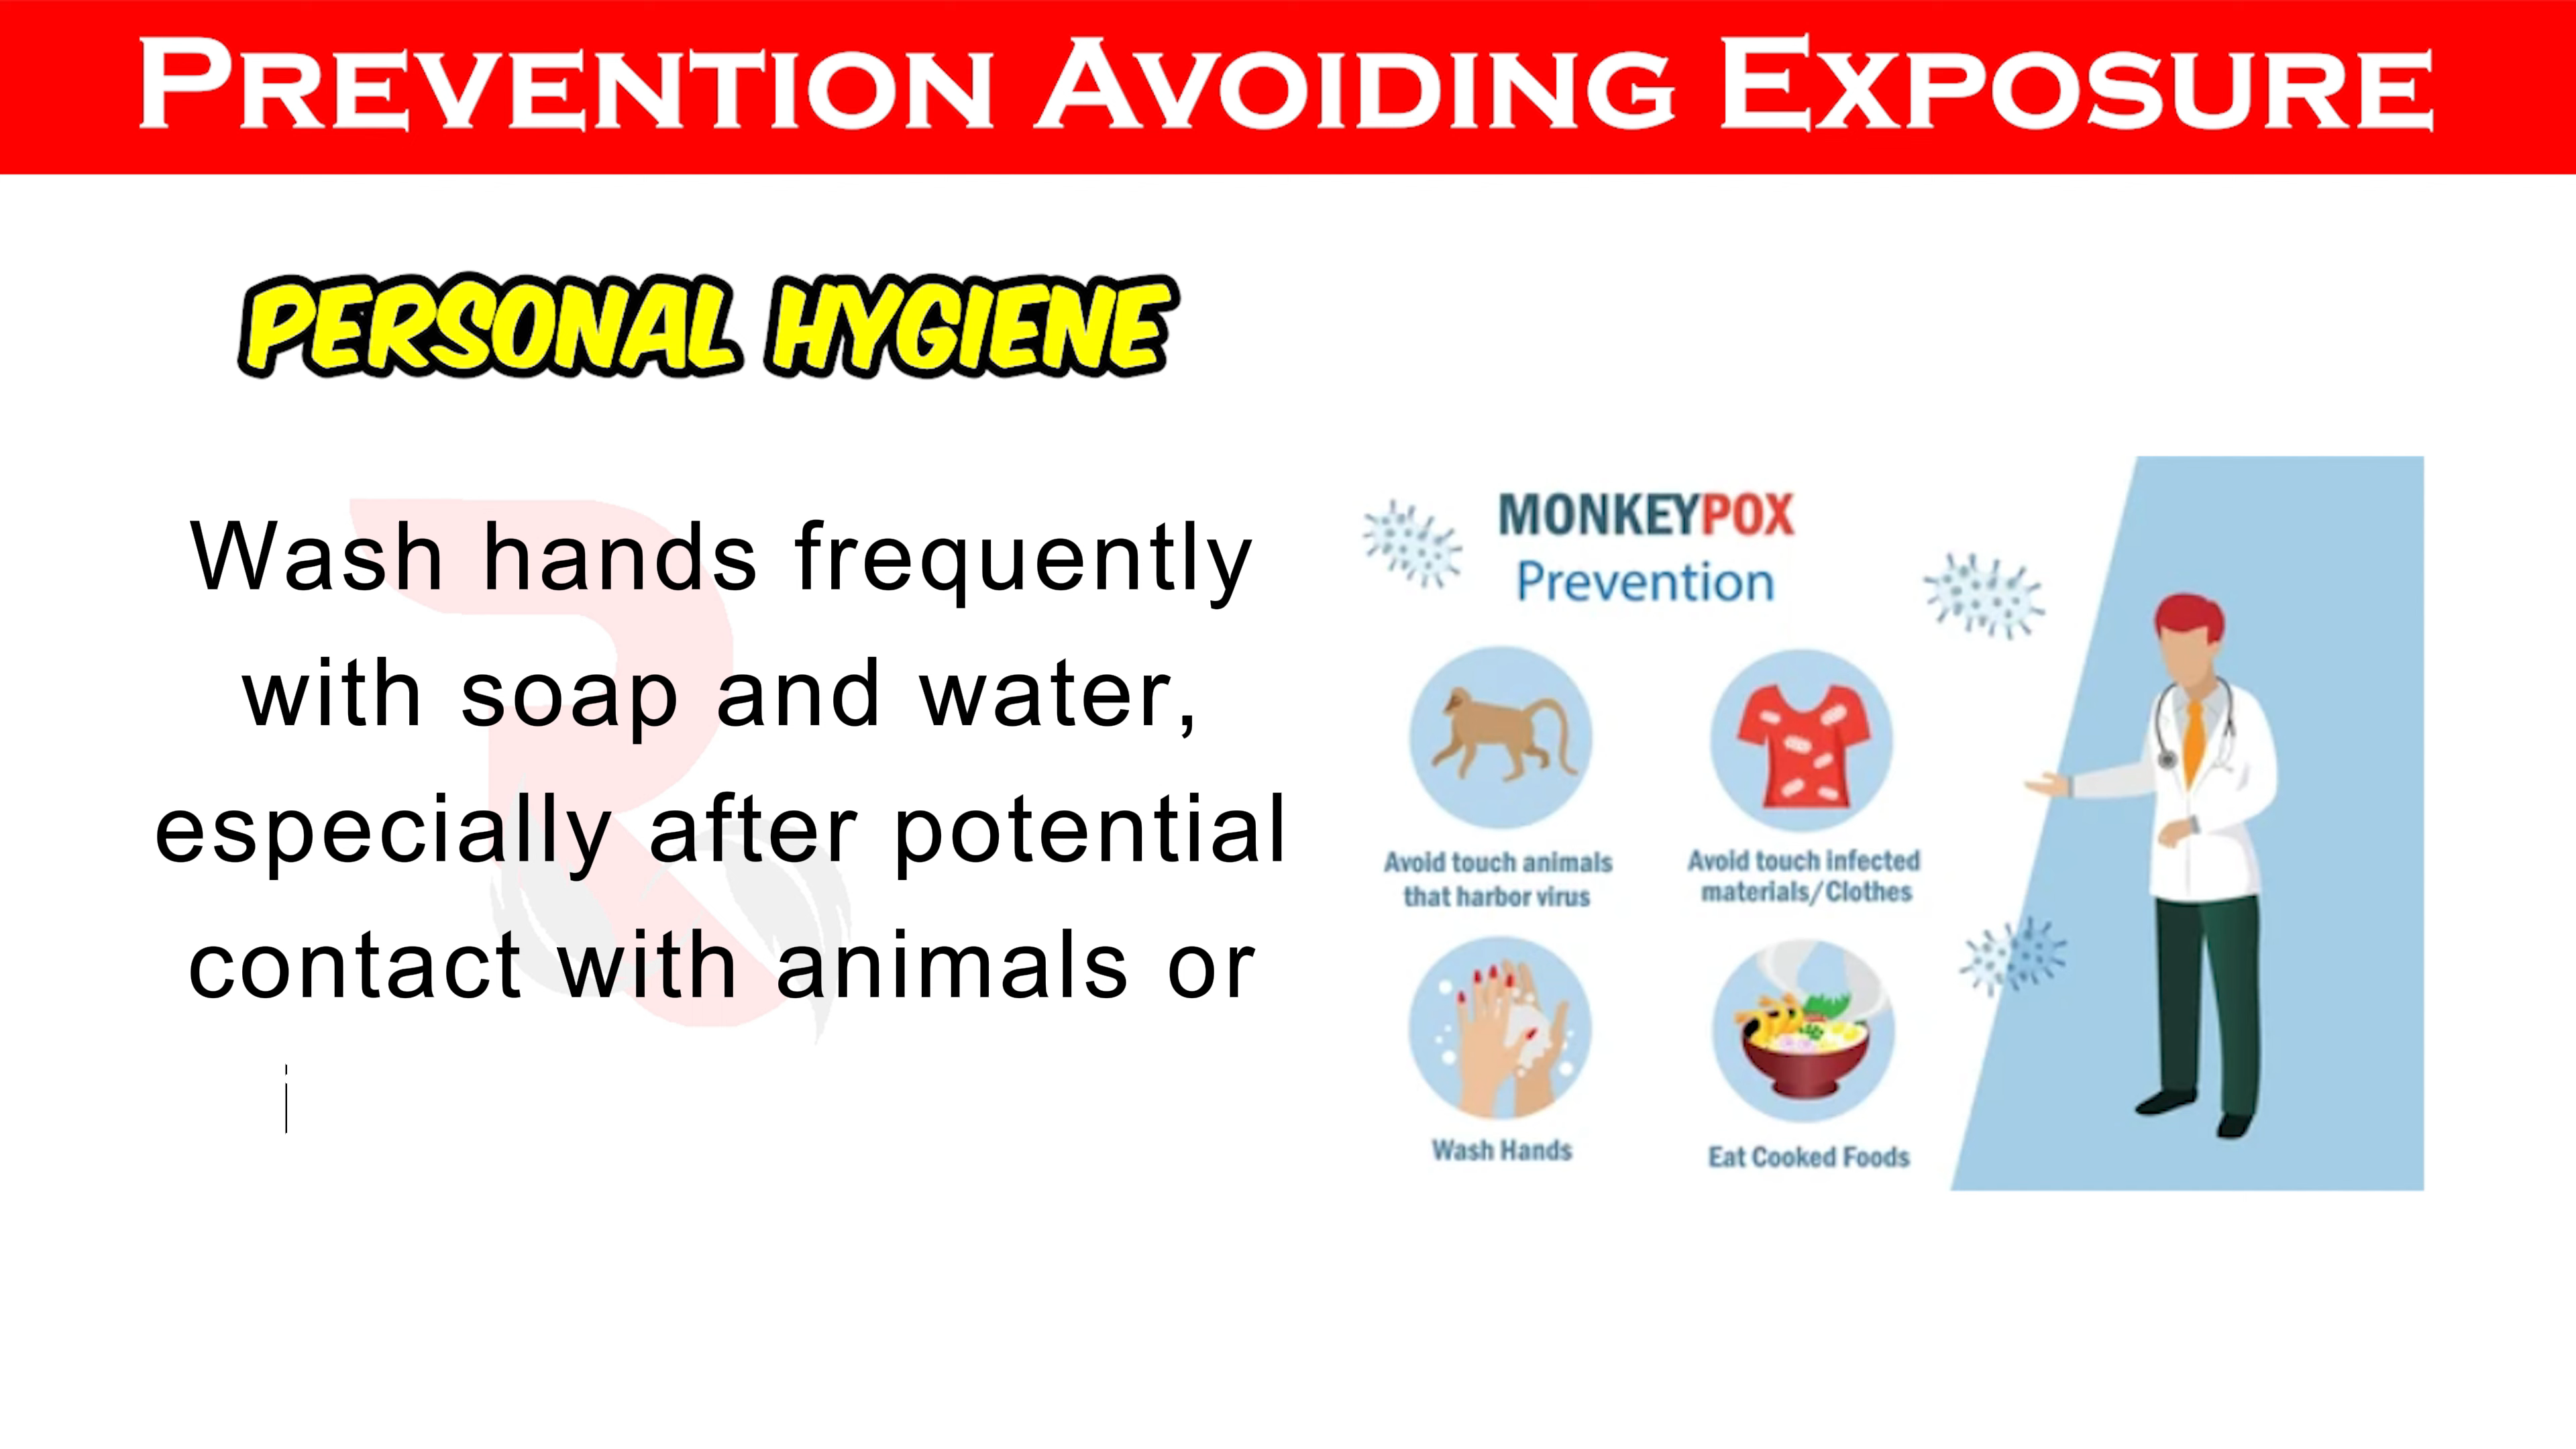 PREVENTION AVOIDING EXPOSURE
PERSONAL HYGIENE
Wash hands frequently
with soap and water,
especially after potential
contact with animals or
MONKEYPOX
Prevention
Avoid touch animals
that harbor virus
Avoid touch infected
materials/Clothes
Wash Hands
Eat Cooked Foods